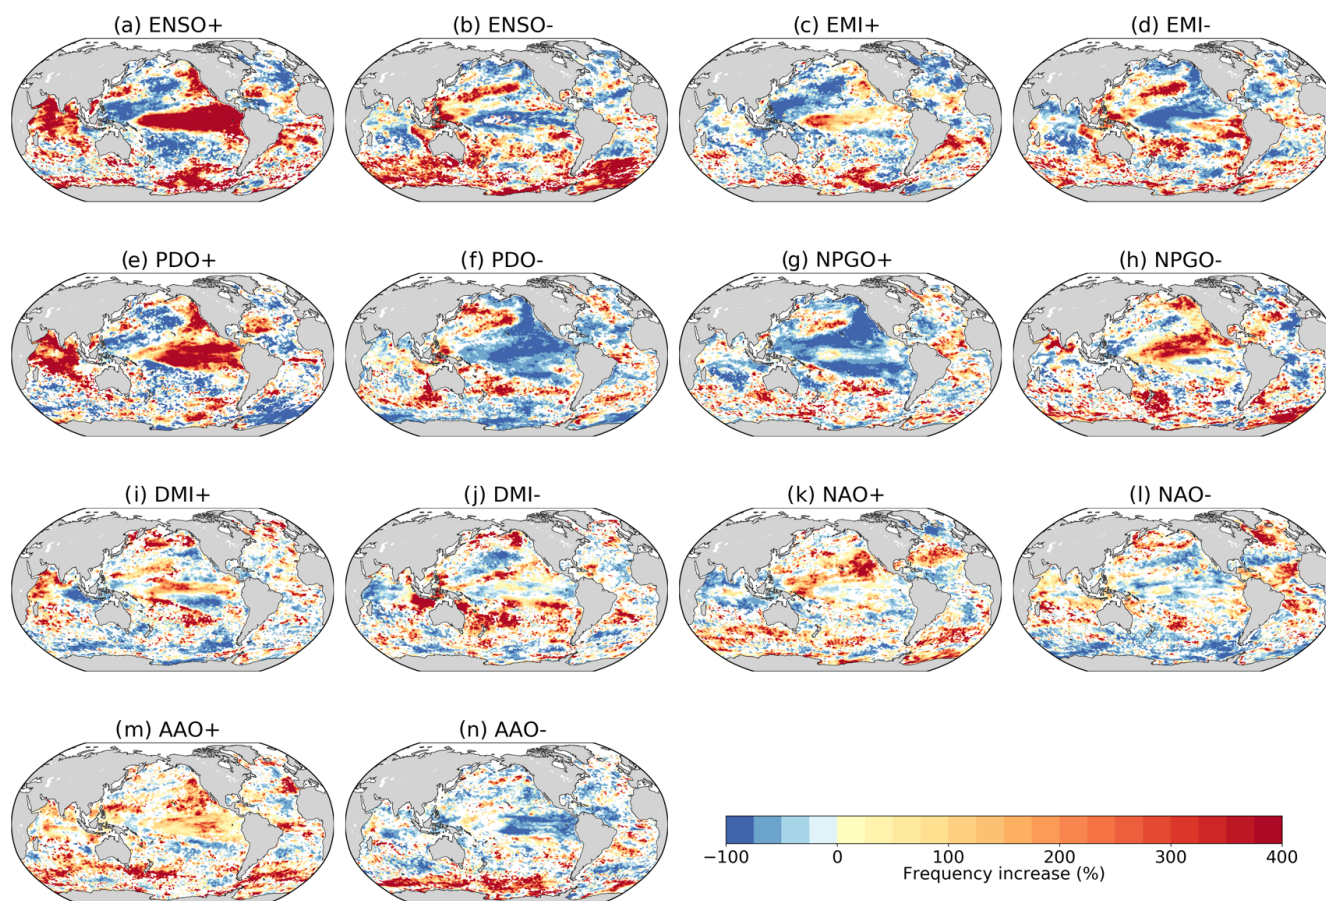 (a) ENSO+
(b) ENSO-
(c) EMI+
(d) EMI-
(e) PDO+
(f) PDO-
(g) NPGO+
(h) NPGO-
(i) DMI+
(j) DMI-
(k) NAO+
(l) NAO-
(m) AAO+
(n) AAO-
−100 0 100 200 300 400
Frequency increase (%)